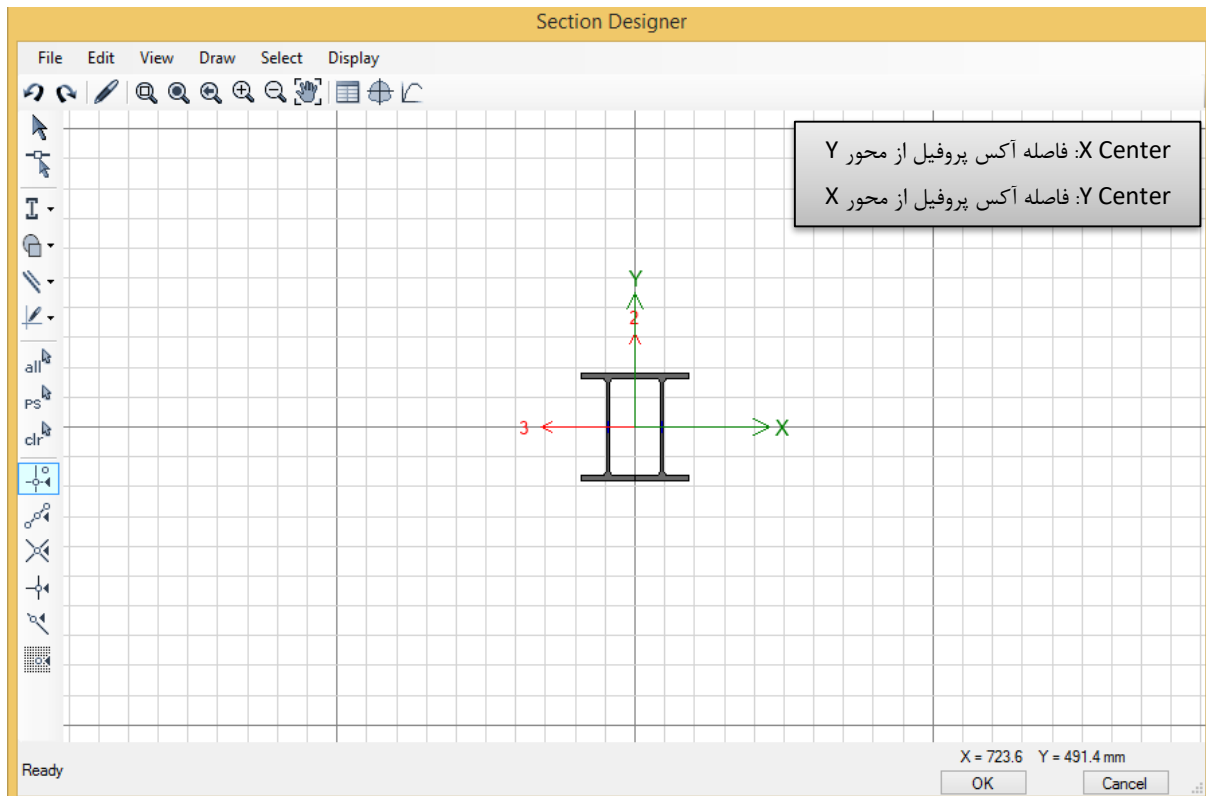 Section Designer
File Edit View Draw Select Display
X Center: فاصله آکس پروفیل از محور Y
Y Center: فاصله آکس پروفیل از محور X
all
PS
clr
Y
2
3
X
X = 723.6 Y = 491.4 mm
Ready
OK Cancel